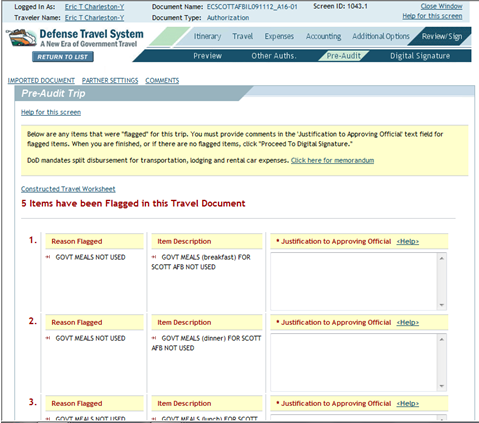 Logged In As: Eric T Charleston-Y Document Name: ECSCOTTAFBIL091112_A16-01 Screen ID: 1043.1 Close Window
Traveler Name: Eric T Charleston-Y Document Type: Authorization Help for this screen
Defense Travel System
A New Era of Government Travel
Itinerary Travel Expenses Accounting Additional Options Review/Sign
RETURN TO LIST Preview Other Auths. Pre-Audit Digital Signature
IMPORTED DOCUMENT PARTNER SETTINGS COMMENTS
Pre-Audit Trip
Help for this screen
Below are any items that were "flagged" for this trip. You must provide comments in the 'Justification to Approving Official' text field for
flagged items. When you are finished, or if there are no flagged items, click "Proceed To Digital Signature."
DoD mandates split disbursement for transportation, lodging and rental car expenses. Click here for memorandum
Constructed Travel Worksheet
5 Items have been Flagged in this Travel Document
1. Reason Flagged Item Description * Justification to Approving Official <Help>
GOVT MEALS NOT USED GOVT MEALS (breakfast) FOR
SCOTT AFB NOT USED
2. Reason Flagged Item Description * Justification to Approving Official <Help>
GOVT MEALS NOT USED GOVT MEALS (dinner) FOR SCOTT
AFB NOT USED
3. Reason Flagged Item Description * Justification to Approving Official <Help>
GOVT MEALS NOT USED GOVT MEALS (lunch) FOR SCOTT